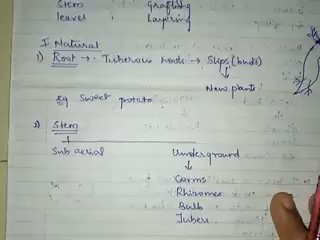 Stem Grafting
leaves Layering
I Natural
1) Root → Tuberous roots → Slips (buds)
↓
New plants
eg Sweet potato
2) Stem
↓
Sub aerial Underground
↓
Corms
Rhizomes
Bulb
Tubers